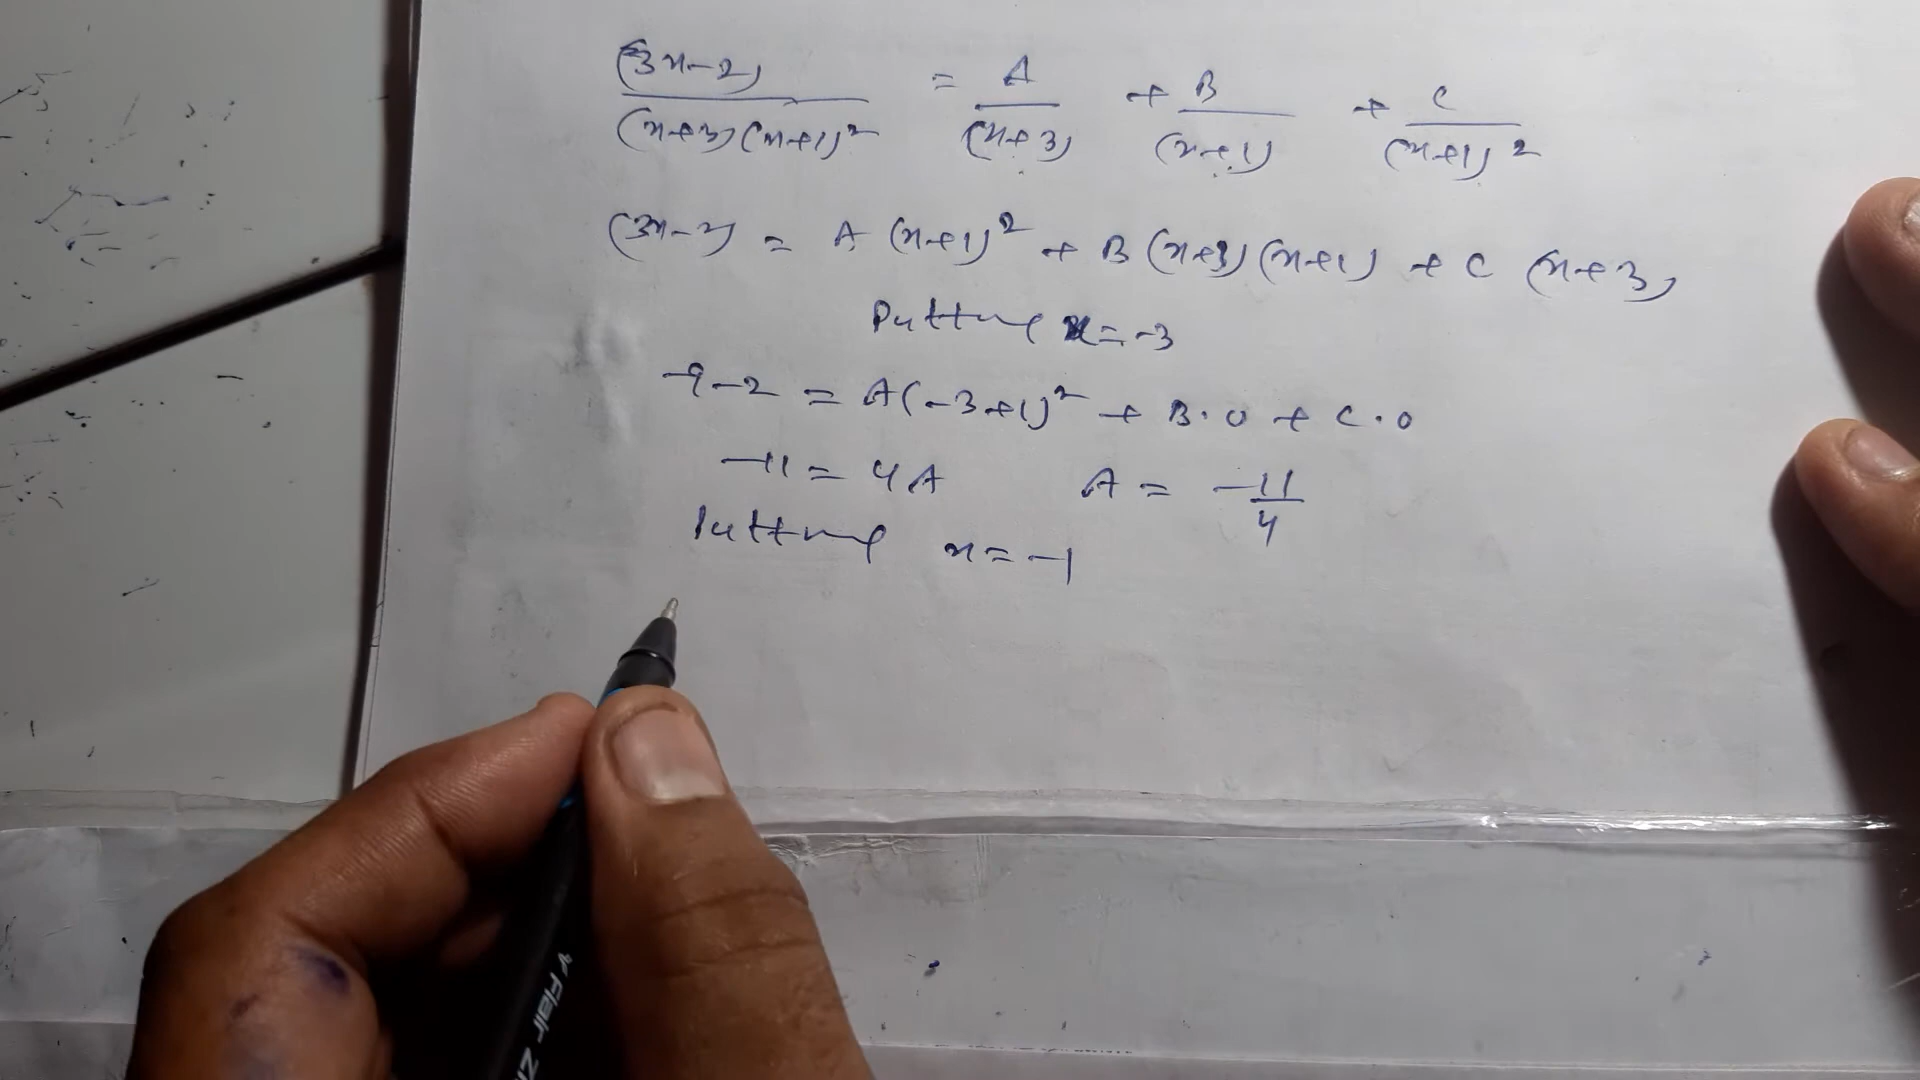 (3x-2) / (x+3)(x+1)² = A / (x+3) + B / (x+1) + C / (x+1)²
(3x-2) = A (x+1)² + B (x+3)(x+1) + C (x+3)
Putting x=-3
-9-2 = A(-3+1)² + B.0 + C.0
-11 = 4A A = -11/4
Putting x=-1
Flair